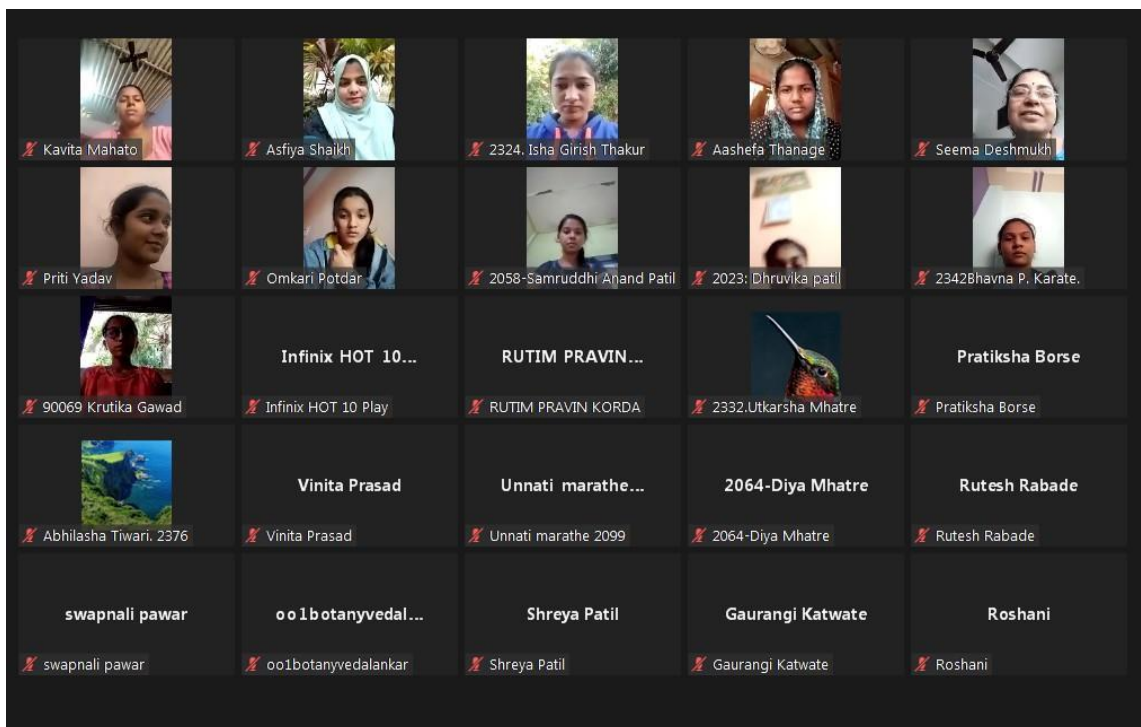 Kavita Mahato
Asfiya Shaikh
2324. Isha Girish Thakur
Aashefa Thanage
Seema Deshmukh
Priti Yadav
Omkari Potdar
2058-Samruddhi Anand Patil
2023: Dhruvika patil
2342Bhavna P. Karate.
90069 Krutika Gawad
Infinix HOT 10...
Infinix HOT 10 Play
RUTIM PRAVIN...
RUTIM PRAVIN KORDA
2332.Utkarsha Mhatre
Pratiksha Borse
Pratiksha Borse
Abhilasha Tiwari. 2376
Vinita Prasad
Vinita Prasad
Unnati marathe...
Unnati marathe 2099
2064-Diya Mhatre
2064-Diya Mhatre
Rutesh Rabade
Rutesh Rabade
swapnali pawar
swapnali pawar
oo1botanyvedal...
oo1botanyvedalankar
Shreya Patil
Shreya Patil
Gaurangi Katwate
Gaurangi Katwate
Roshani
Roshani